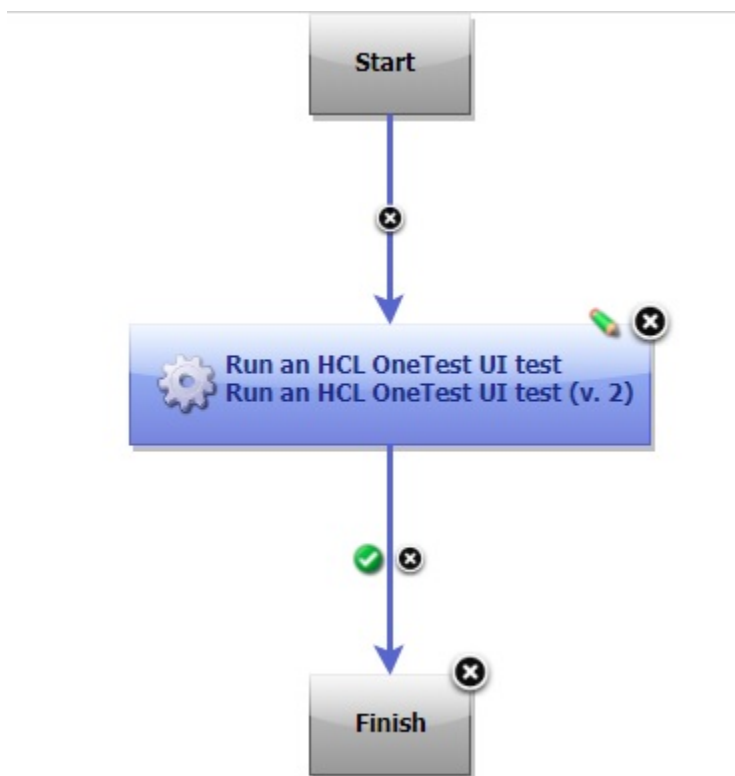 Start
Run an HCL OneTest UI test
Run an HCL OneTest UI test (v. 2)
Finish